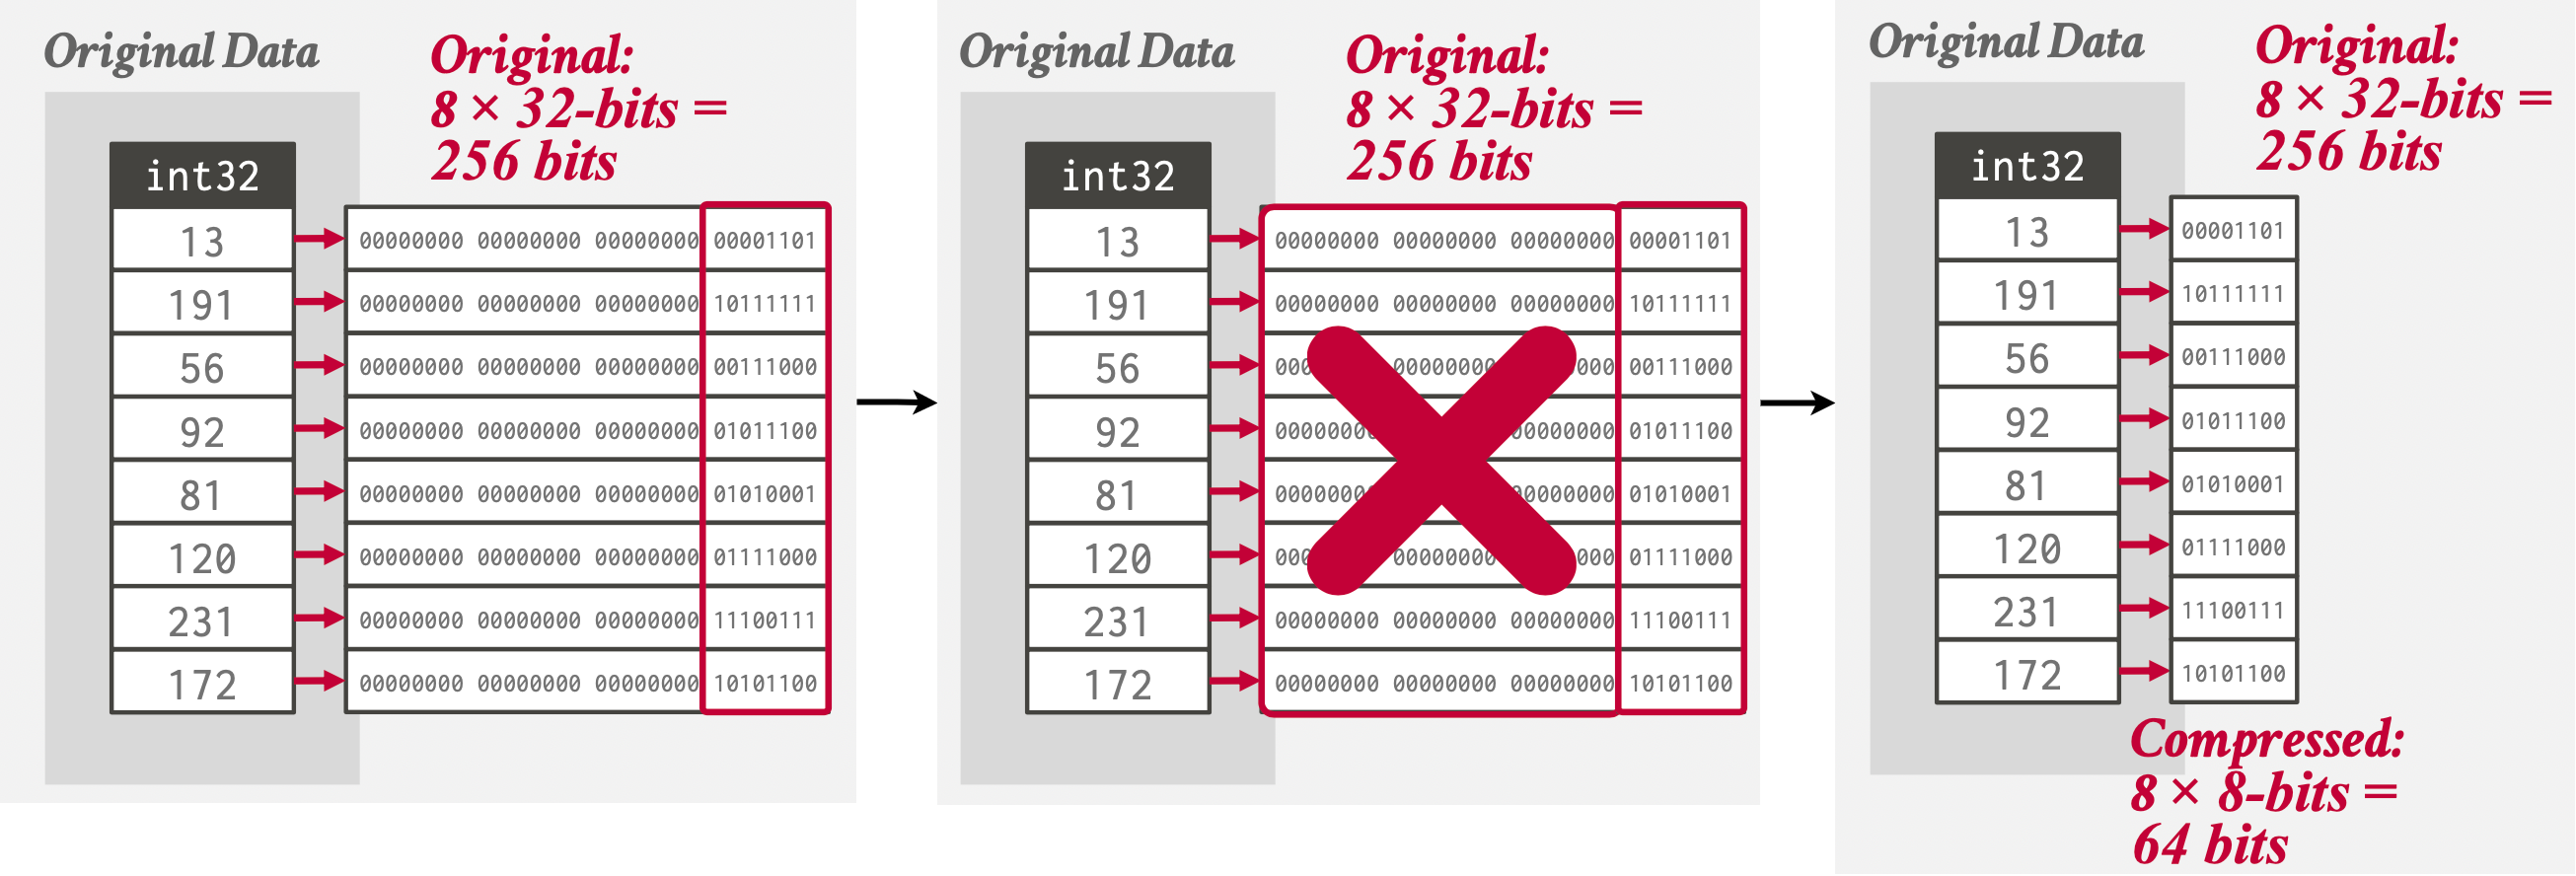 Original Data
Original:
8 × 32-bits =
256 bits
int32
13 00000000 00000000 00000000 00001101
191 00000000 00000000 00000000 10111111
56 00000000 00000000 00000000 00111000
92 00000000 00000000 00000000 01011100
81 00000000 00000000 00000000 01010001
120 00000000 00000000 00000000 01111000
231 00000000 00000000 00000000 11100111
172 00000000 00000000 00000000 10101100
Original Data
Original:
8 × 32-bits =
256 bits
int32
13 00000000 00000000 00000000 00001101
191 00000000 00000000 00000000 10111111
56 000 00000000 000 00111000
92 0000000 00000000 01011100
81 0000000 00000000 01010001
120 000 00000000 000 01111000
231 00000000 00000000 00000000 11100111
172 00000000 00000000 00000000 10101100
Original Data
Original:
8 × 32-bits =
256 bits
int32
13 00001101
191 10111111
56 00111000
92 01011100
81 01010001
120 01111000
231 11100111
172 10101100
Compressed:
8 × 8-bits =
64 bits